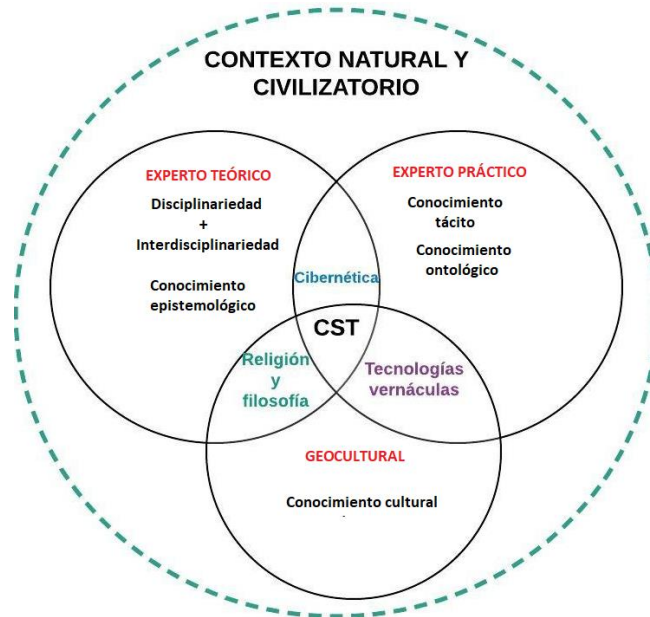 CONTEXTO NATURAL Y
CIVILIZATORIO
EXPERTO TEÓRICO
Disciplinariedad
+
Interdisciplinariedad
Conocimiento
epistemológico
EXPERTO PRÁCTICO
Conocimiento
tácito
Conocimiento
ontológico
Cibernética
CST
Religión
y
filosofía
Tecnologías
vernáculas
GEOCULTURAL
Conocimiento cultural